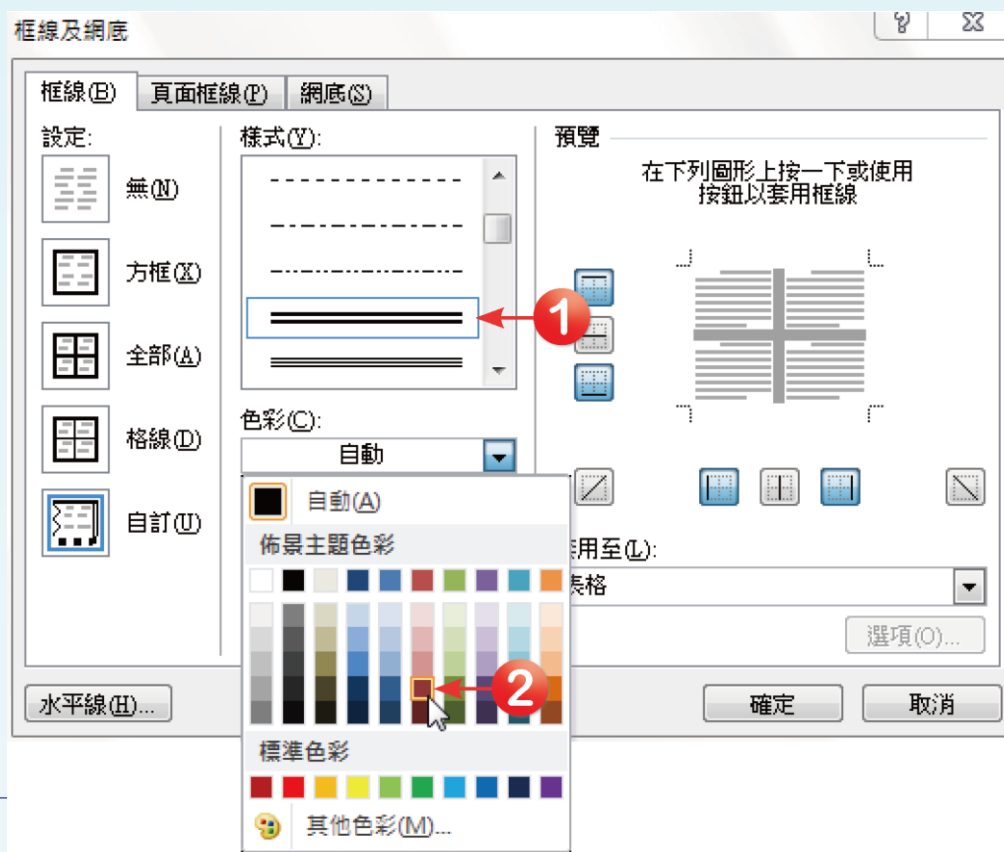 框線及網底
框線(B)
頁面框線(P)
網底(S)
設定:
無(N)
方框(X)
全部(A)
格線(D)
自訂(U)
樣式(Y):
1
色彩(C):
自動
自動(A)
佈景主題色彩
2
標準色彩
其他色彩(M)...
預覽
在下列圖形上按一下或使用
按鈕以套用框線
用至(L):
表格
選項(O)...
水平線(H)...
確定
取消